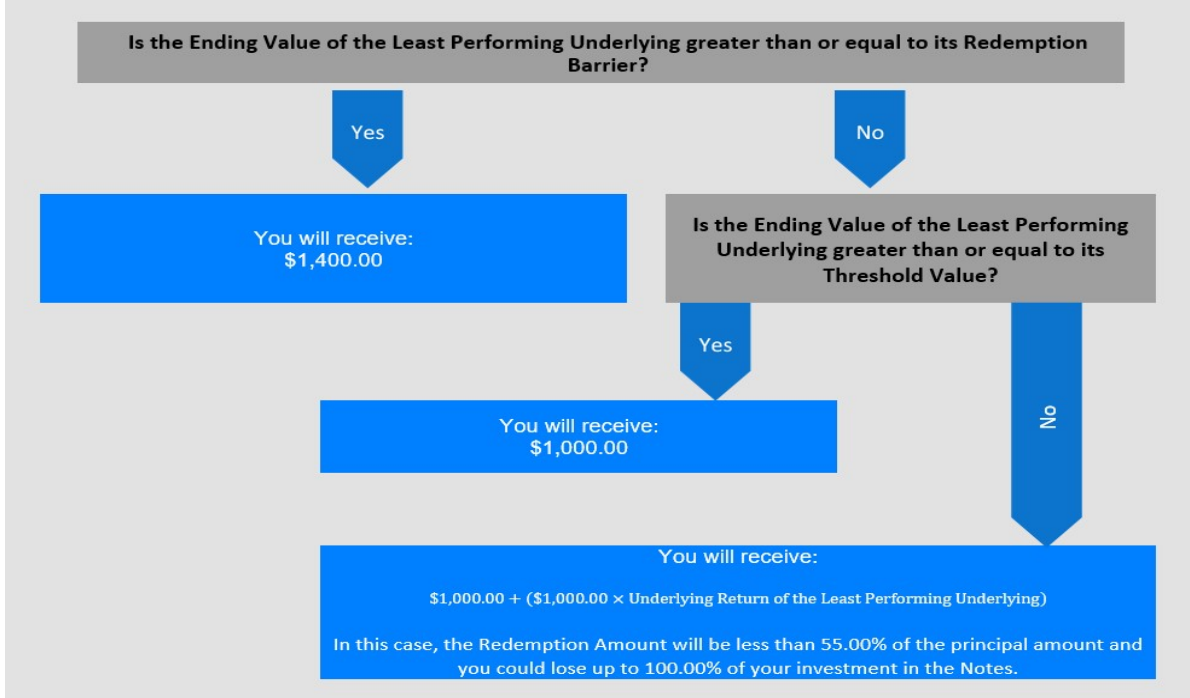 Is the Ending Value of the Least Performing Underlying greater than or equal to its Redemption
Barrier?
Yes
No
You will receive:
$1,400.00
Is the Ending Value of the Least Performing
Underlying greater than or equal to its
Threshold Value?
Yes
No
You will receive:
$1,000.00
You will receive:
$1,000.00 + ($1,000.00 × Underlying Return of the Least Performing Underlying)
In this case, the Redemption Amount will be less than 55.00% of the principal amount and
you could lose up to 100.00% of your investment in the Notes.